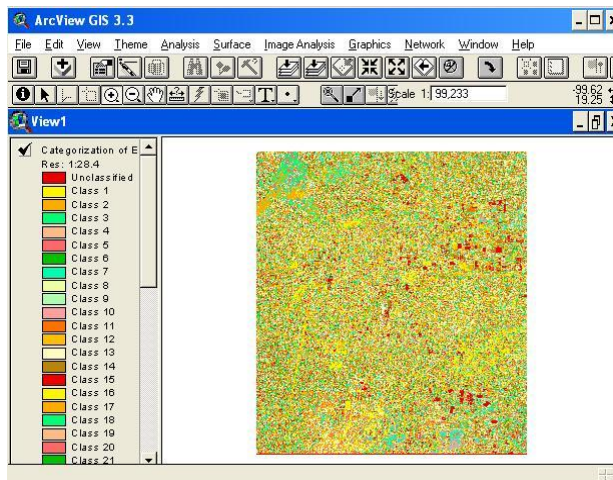 ArcView GIS 3.3
File Edit View Theme Analysis Surface Image Analysis Graphics Network Window Help
Scale 1: 99,233
-99.62
19.25
View1
Categorization of E
Res: 1:28.4
Unclassified
Class 1
Class 2
Class 3
Class 4
Class 5
Class 6
Class 7
Class 8
Class 9
Class 10
Class 11
Class 12
Class 13
Class 14
Class 15
Class 16
Class 17
Class 18
Class 19
Class 20
Class 21